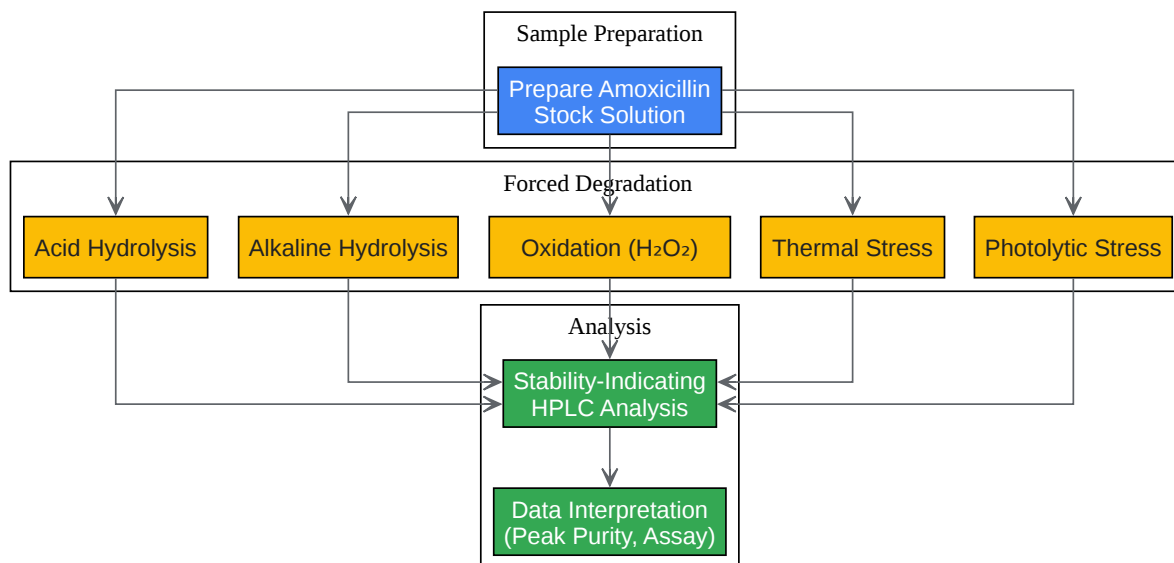 Sample Preparation
Prepare Amoxicillin
Stock Solution
Forced Degradation
Acid Hydrolysis
Alkaline Hydrolysis
Oxidation (H₂O₂)
Thermal Stress
Photolytic Stress
Analysis
Stability-Indicating
HPLC Analysis
Data Interpretation
(Peak Purity, Assay)